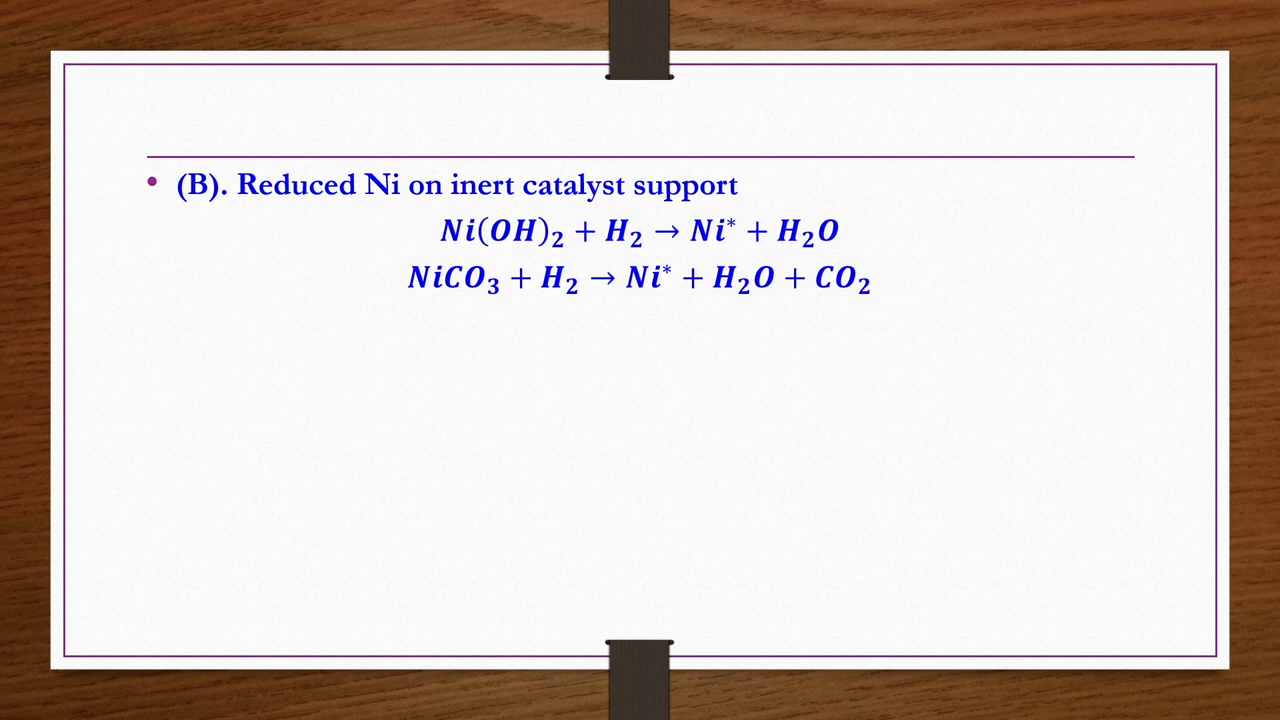 • (B). Reduced Ni on inert catalyst support
Ni(OH)₂ + H₂ → Ni* + H₂O
NiCO₃ + H₂ → Ni* + H₂O + CO₂